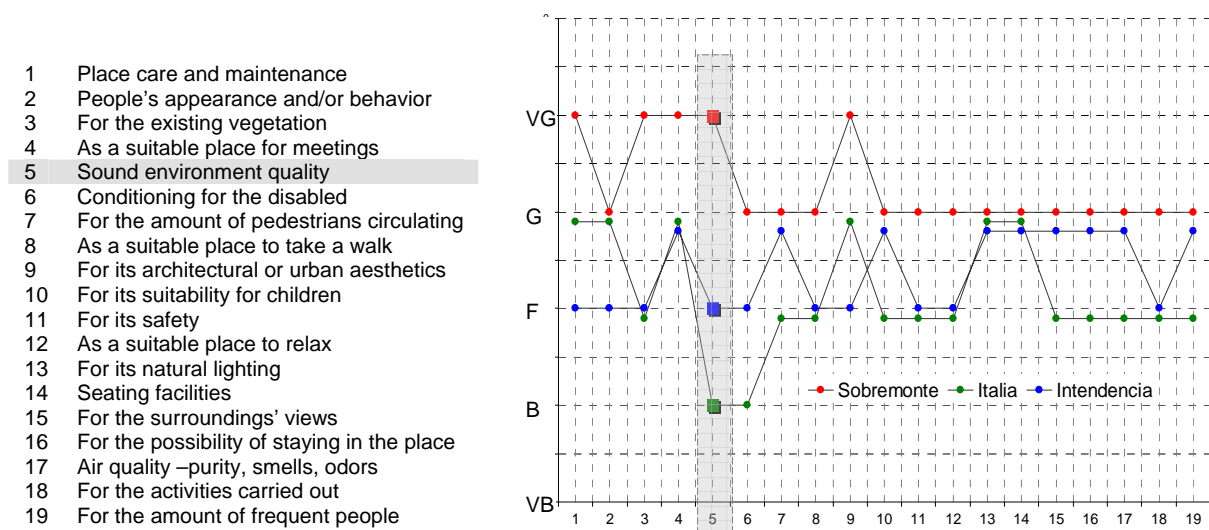 1 Place care and maintenance
2 People's appearance and/or behavior
3 For the existing vegetation
4 As a suitable place for meetings
5 Sound environment quality
6 Conditioning for the disabled
7 For the amount of pedestrians circulating
8 As a suitable place to take a walk
9 For its architectural or urban aesthetics
10 For its suitability for children
11 For its safety
12 As a suitable place to relax
13 For its natural lighting
14 Seating facilities
15 For the surroundings' views
16 For the possibility of staying in the place
17 Air quality –purity, smells, odors
18 For the activities carried out
19 For the amount of frequent people
VG
G
F
B
VB
Sobremonte Italia Intendencia
1 2 3 4 5 6 7 8 9 10 11 12 13 14 15 16 17 18 19